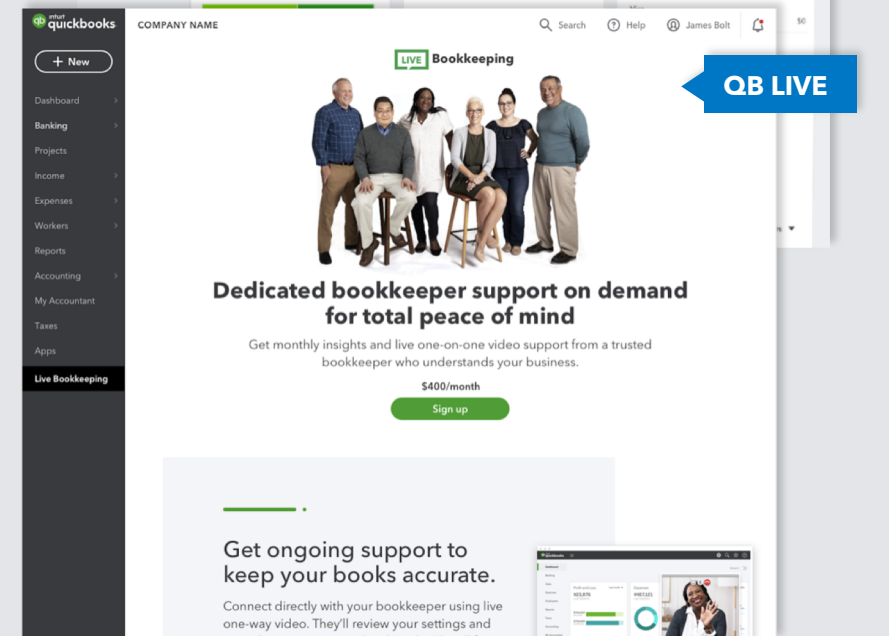 intuit
quickbooks
COMPANY NAME
Search
Help
James Bolt
$0
+ New
LIVE Bookkeeping
QB LIVE
Dashboard
Banking
Projects
Income
Expenses
Workers
Reports
Accounting
My Accountant
Taxes
Apps
Live Bookkeeping
Dedicated bookkeeper support on demand
for total peace of mind
Get monthly insights and live one-on-one video support from a trusted
bookkeeper who understands your business.
$400/month
Sign up
Get ongoing support to
keep your books accurate.
Connect directly with your bookkeeper using live
one-way video. They'll review your settings and
quickbooks
Dashboard
Banking